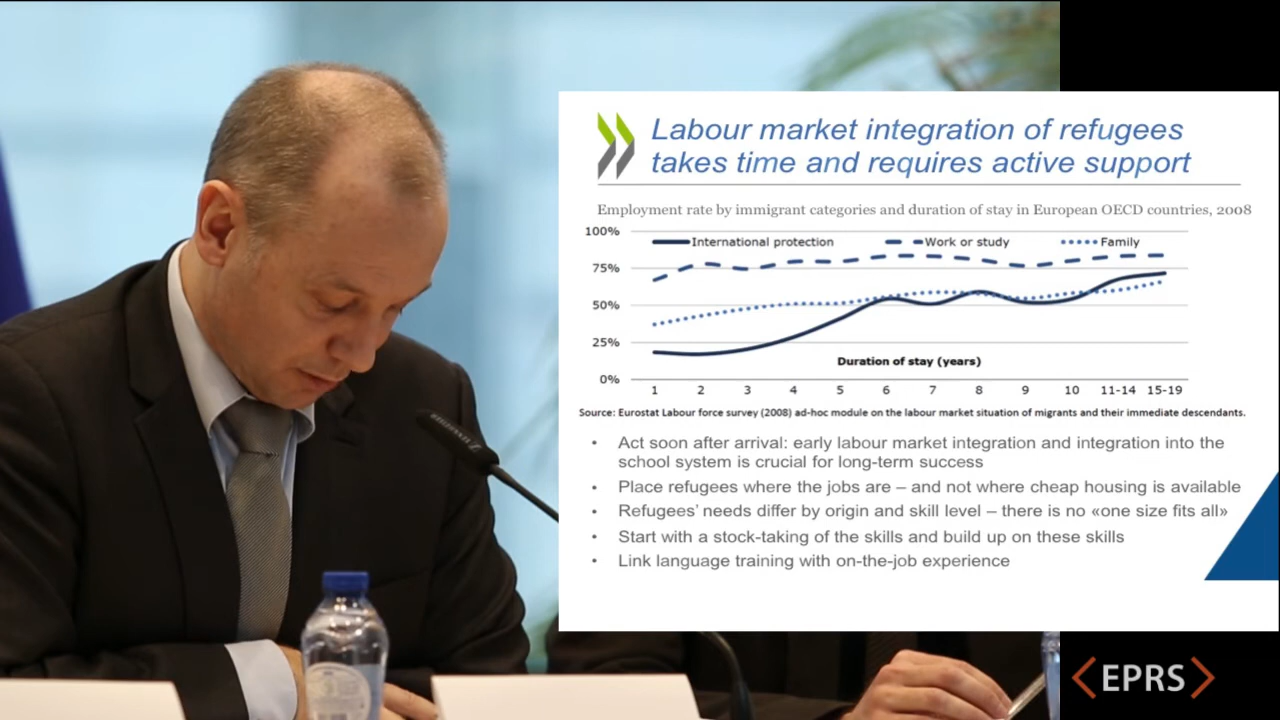 Labour market integration of refugees
takes time and requires active support
Employment rate by immigrant categories and duration of stay in European OECD countries, 2008
100%
International protection
Work or study
Family
75%
50%
25%
Duration of stay (years)
0%
1 2 3 4 5 6 7 8 9 10 11-14 15-19
Source: Eurostat Labour force survey (2008) ad-hoc module on the labour market situation of migrants and their immediate descendants.
• Act soon after arrival: early labour market integration and integration into the
school system is crucial for long-term success
• Place refugees where the jobs are – and not where cheap housing is available
• Refugees’ needs differ by origin and skill level – there is no «one size fits all»
• Start with a stock-taking of the skills and build up on these skills
• Link language training with on-the-job experience
EPRS